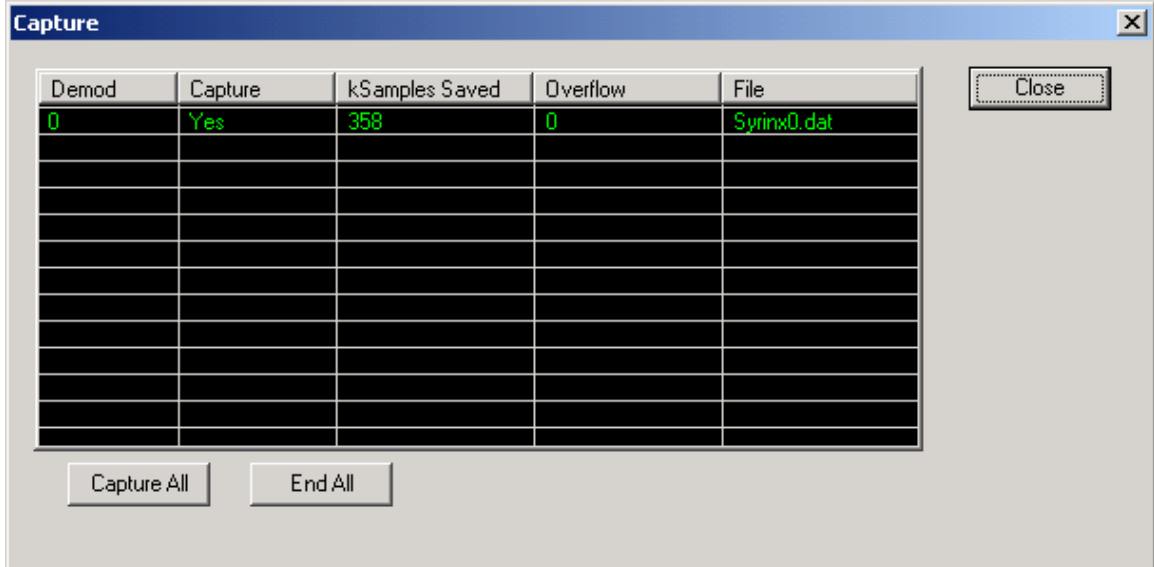 Capture
Demod Capture kSamples Saved Overflow File
Close
0 Yes 358 0 Syrinx0.dat
Capture All End All